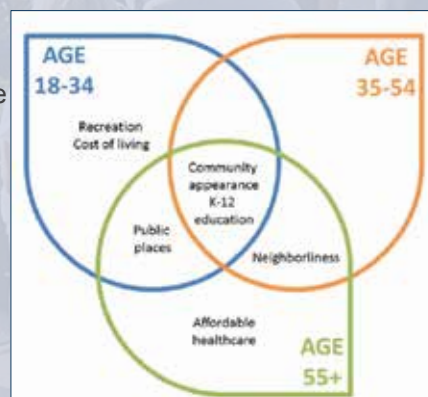 e
AGE
18-34
AGE
35-54
Recreation
Cost of living
Community
appearance
K-12
education
Public
places
Neighborliness
Affordable
healthcare
AGE
55+